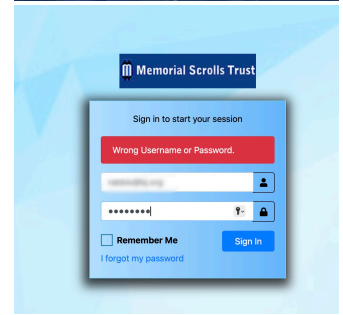 Memorial Scrolls Trust
Sign in to start your session
Wrong Username or Password.
Remember Me
Sign In
I forgot my password